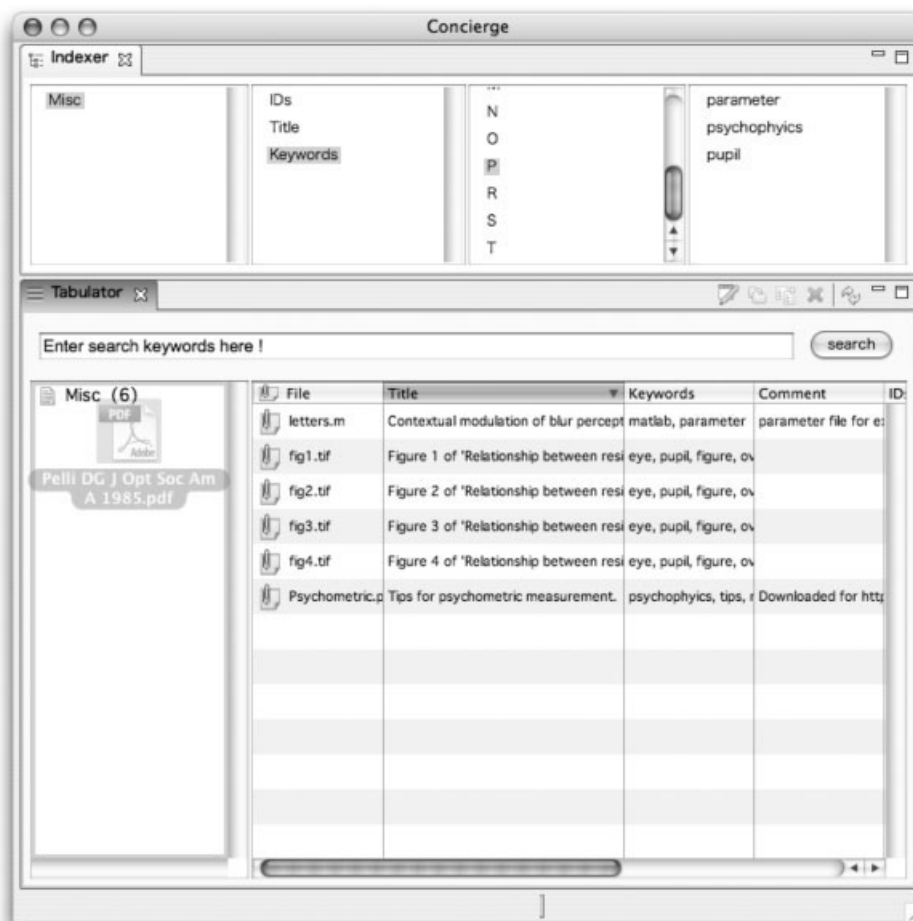 Concierge
Indexer
Misc
IDs
Title
Keywords
N
O
P
R
S
T
parameter
psychophyics
pupil
Tabulator
Enter search keywords here !
search
Misc (6)
PDF
Adobe
Pelli DG J Opt Soc Am
A 1985.pdf
File Title Keywords Comment ID
letters.m Contextual modulation of blur percept matlab, parameter parameter file for e
fig1.tif Figure 1 of 'Relationship between resi eye, pupil, figure, ov
fig2.tif Figure 2 of 'Relationship between resi eye, pupil, figure, ov
fig3.tif Figure 3 of 'Relationship between resi eye, pupil, figure, ov
fig4.tif Figure 4 of 'Relationship between resi eye, pupil, figure, ov
Psychometric.p Tips for psychometric measurement. psychophyics, tips, Downloaded for http